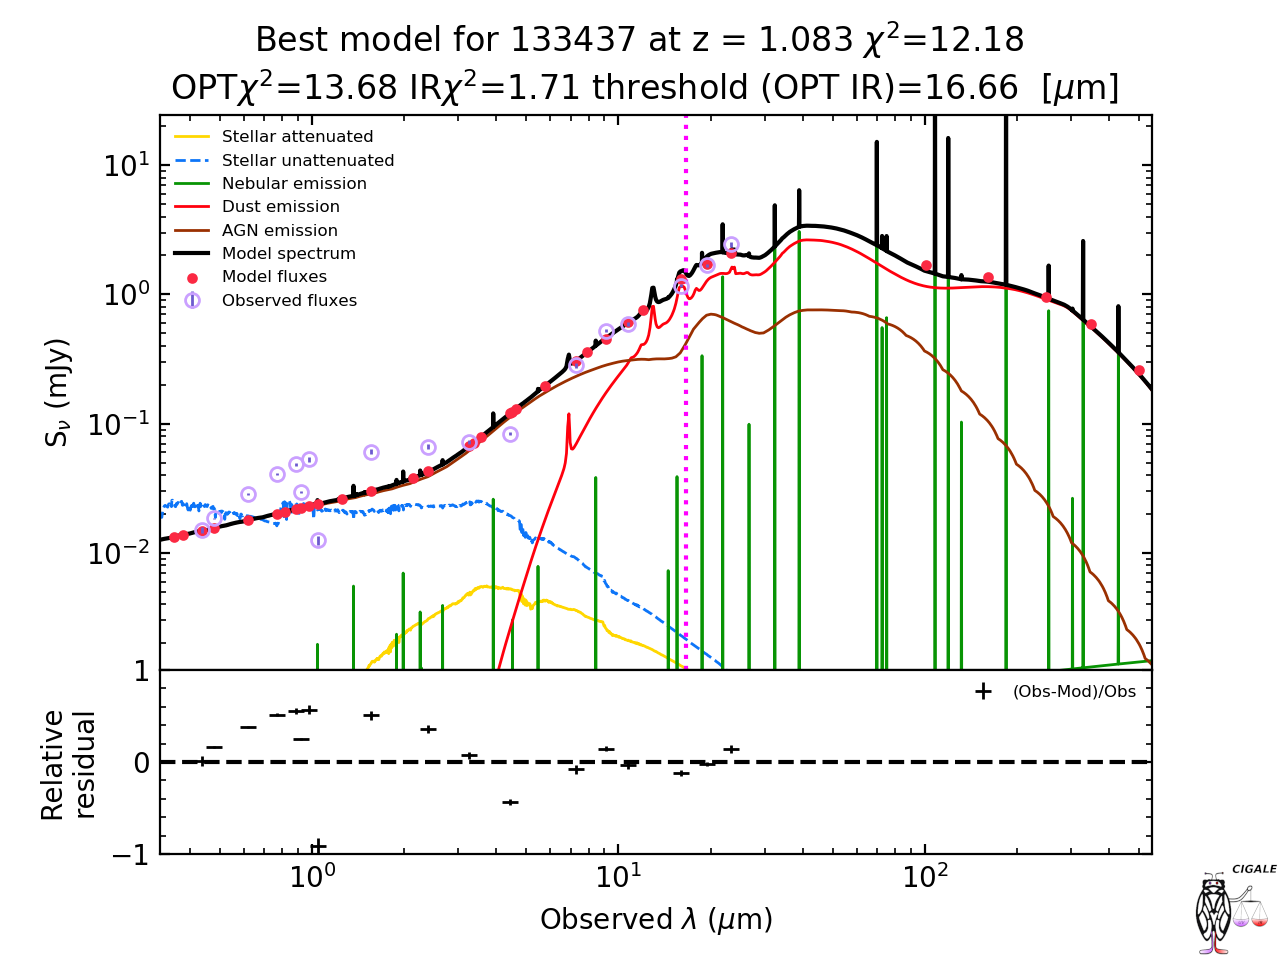 Best model for 133437 at z = 1.083 χ²=12.18
OPTχ²=13.68 IRχ²=1.71 threshold (OPT IR)=16.66 [μm]
Stellar attenuated
Stellar unattenuated
Nebular emission
Dust emission
AGN emission
Model spectrum
Model fluxes
Observed fluxes
10¹
10⁰
10⁻¹
10⁻²
S_ν (mJy)
1
0
−1
Relative
residual
(Obs-Mod)/Obs
10⁰ 10¹ 10²
Observed λ (μm)
CIGALE